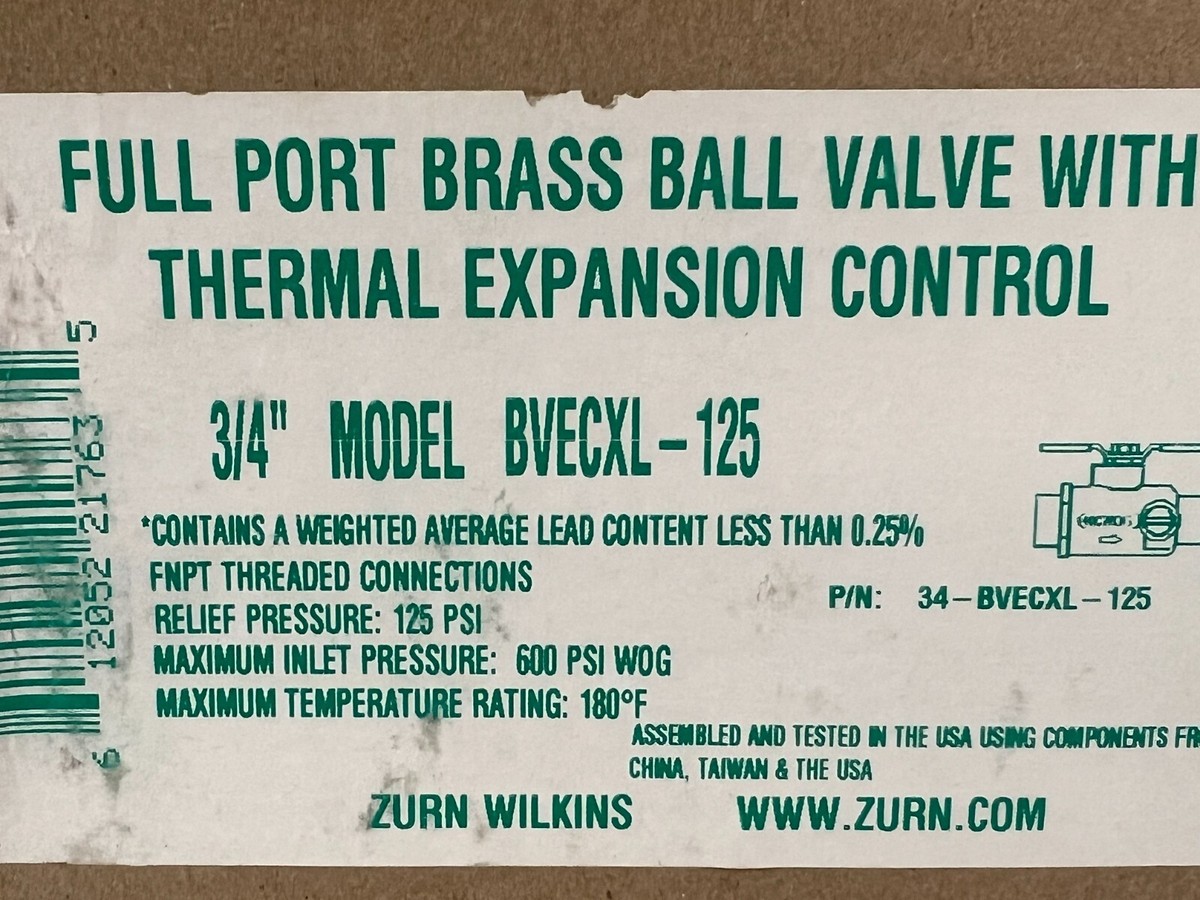 FULL PORT BRASS BALL VALVE WITH
THERMAL EXPANSION CONTROL
3/4" MODEL BVECXL-125
*CONTAINS A WEIGHTED AVERAGE LEAD CONTENT LESS THAN 0.25%
FNPT THREADED CONNECTIONS
RELIEF PRESSURE: 125 PSI
MAXIMUM INLET PRESSURE: 600 PSI WOG
MAXIMUM TEMPERATURE RATING: 180°F
P/N: 34-BVECXL-125
ASSEMBLED AND TESTED IN THE USA USING COMPONENTS FR
CHINA, TAIWAN & THE USA
ZURN WILKINS WWW.ZURN.COM
6 12052 21763 5